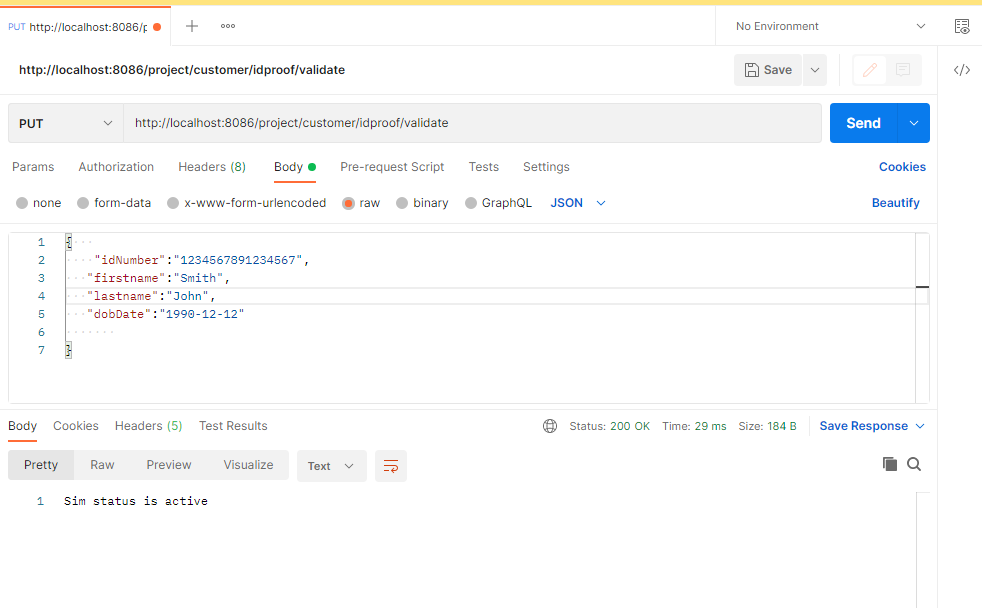 PUT http://localhost:8086/p
No Environment
http://localhost:8086/project/customer/idproof/validate
Save
</>
PUT
http://localhost:8086/project/customer/idproof/validate
Send
Params Authorization Headers (8) Body Pre-request Script Tests Settings Cookies
none form-data x-www-form-urlencoded raw binary GraphQL JSON Beautify
1 {
2 "idNumber":"1234567891234567",
3 "firstname":"Smith",
4 "lastname":"John",
5 "dobDate":"1990-12-12"
6
7 }
Body Cookies Headers (5) Test Results Status: 200 OK Time: 29 ms Size: 184 B Save Response
Pretty Raw Preview Visualize Text
1 Sim status is active